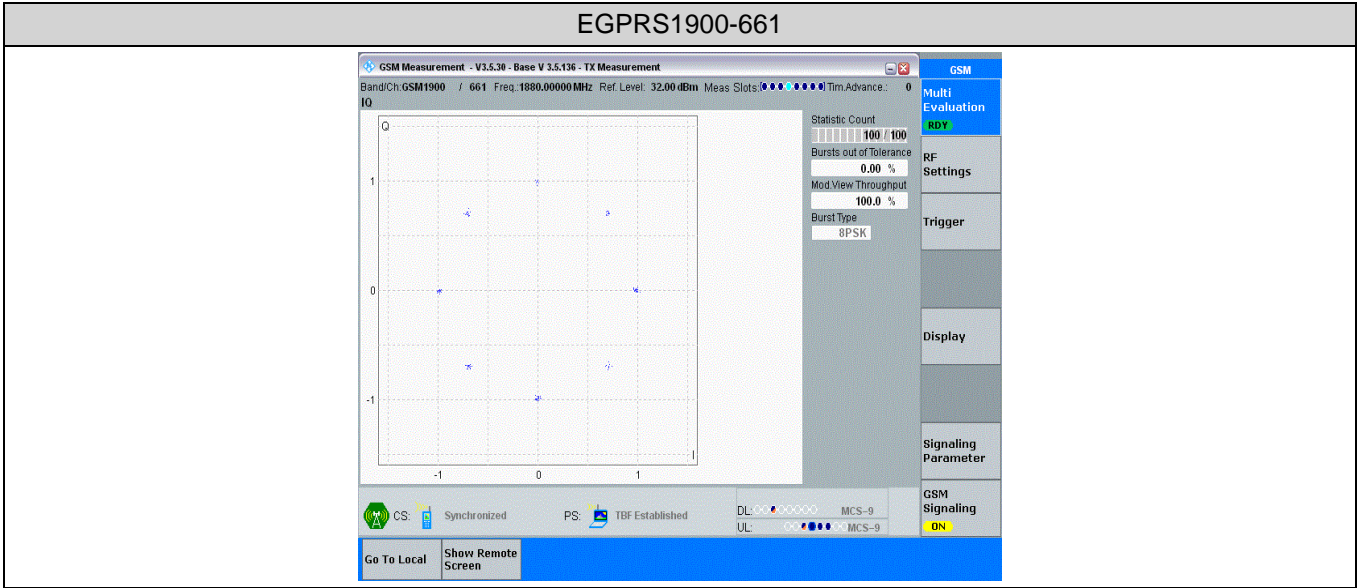 EGPRS1900-661
GSM Measurement - V3.5.30 - Base V 3.5.136 - TX Measurement
GSM
Band/Ch:GSM1900 / 661 Freq.:1880.00000 MHz Ref. Level: 32.00 dBm Meas Slots: Tim.Advance.: 0
IQ
Multi
Evaluation
RDY
Q
Statistic Count
100 / 100
Bursts out of Tolerance
0.00 %
Mod.View Throughput
100.0 %
Burst Type
8PSK
RF
Settings
Trigger
Display
Signaling
Parameter
GSM
Signaling
ON
1
0
-1
I
-1 0 1
CS: Synchronized PS: TBF Established
DL: MCS-9
UL: MCS-9
Go To Local
Show Remote
Screen